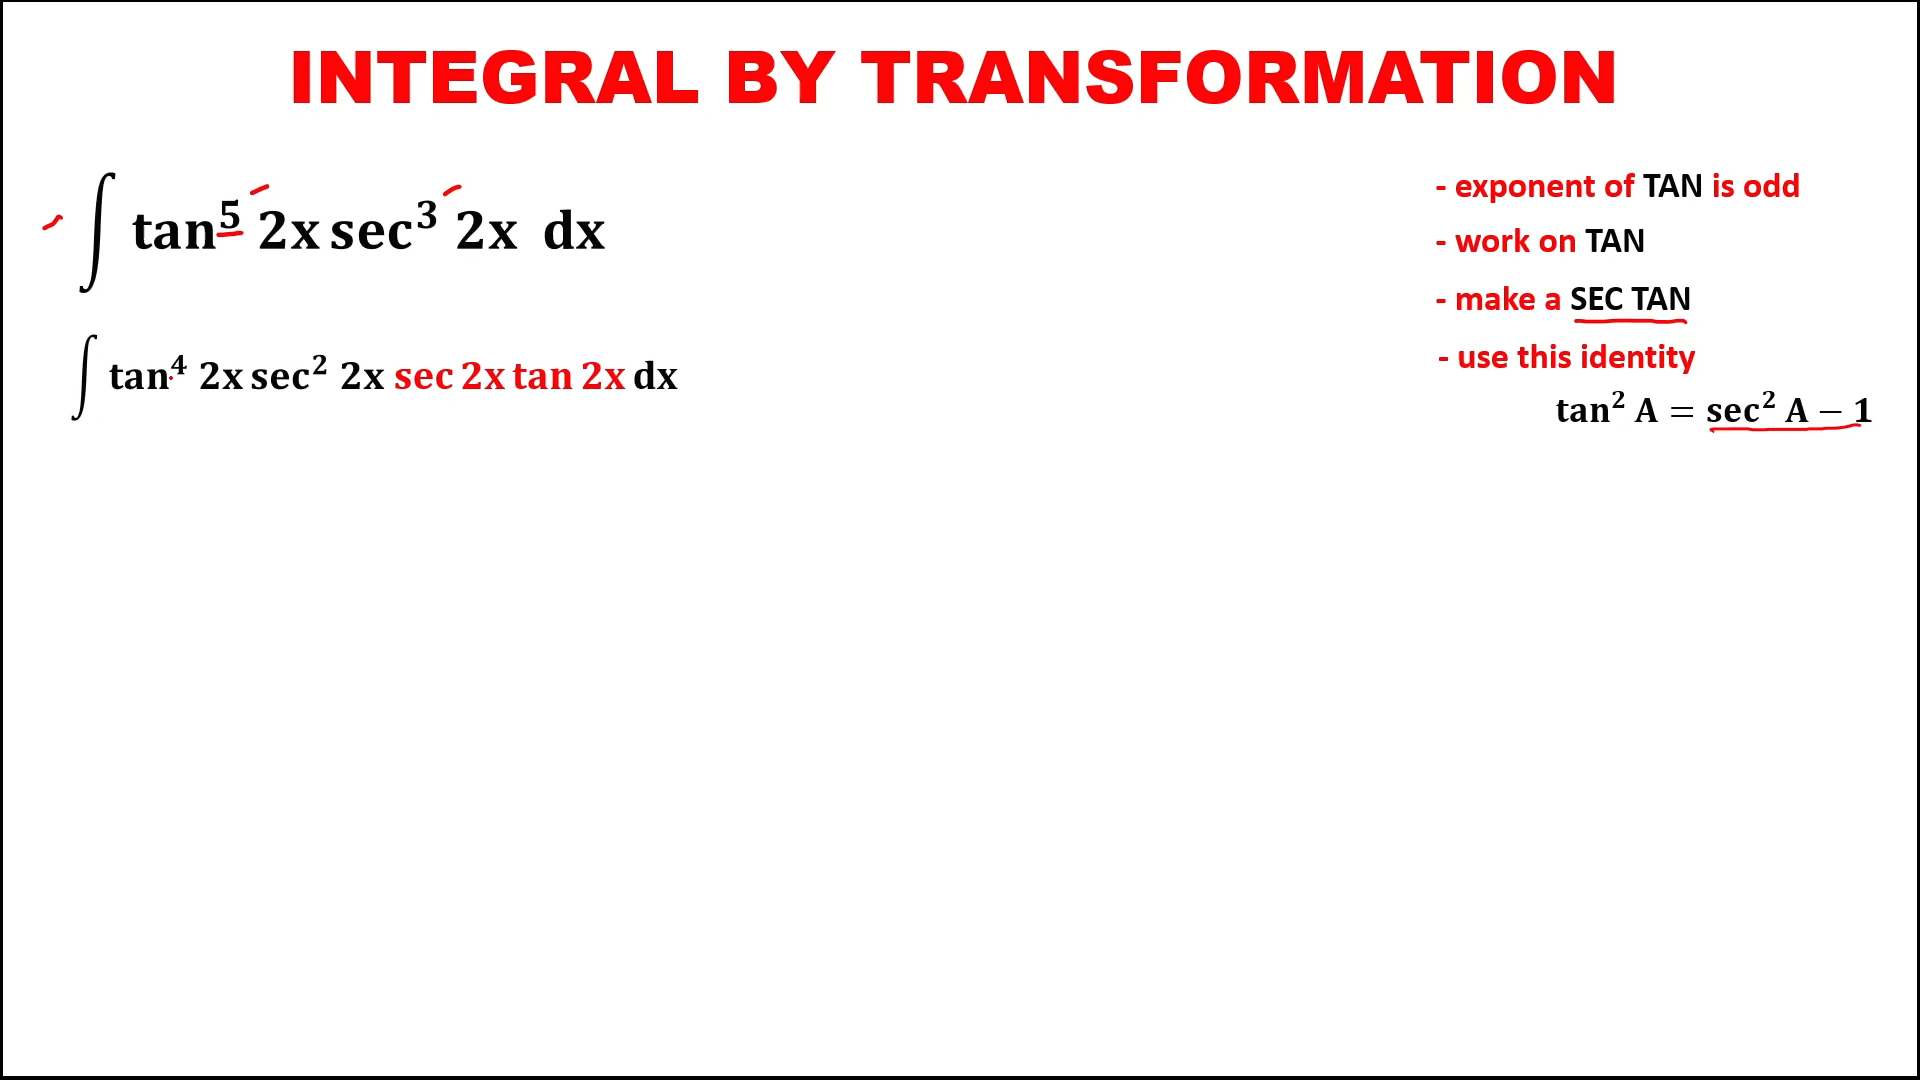 INTEGRAL BY TRANSFORMATION
∫ tan⁵ 2x sec³ 2x dx
∫ tan⁴ 2x sec² 2x sec 2x tan 2x dx
- exponent of TAN is odd
- work on TAN
- make a SEC TAN
- use this identity
tan² A = sec² A − 1